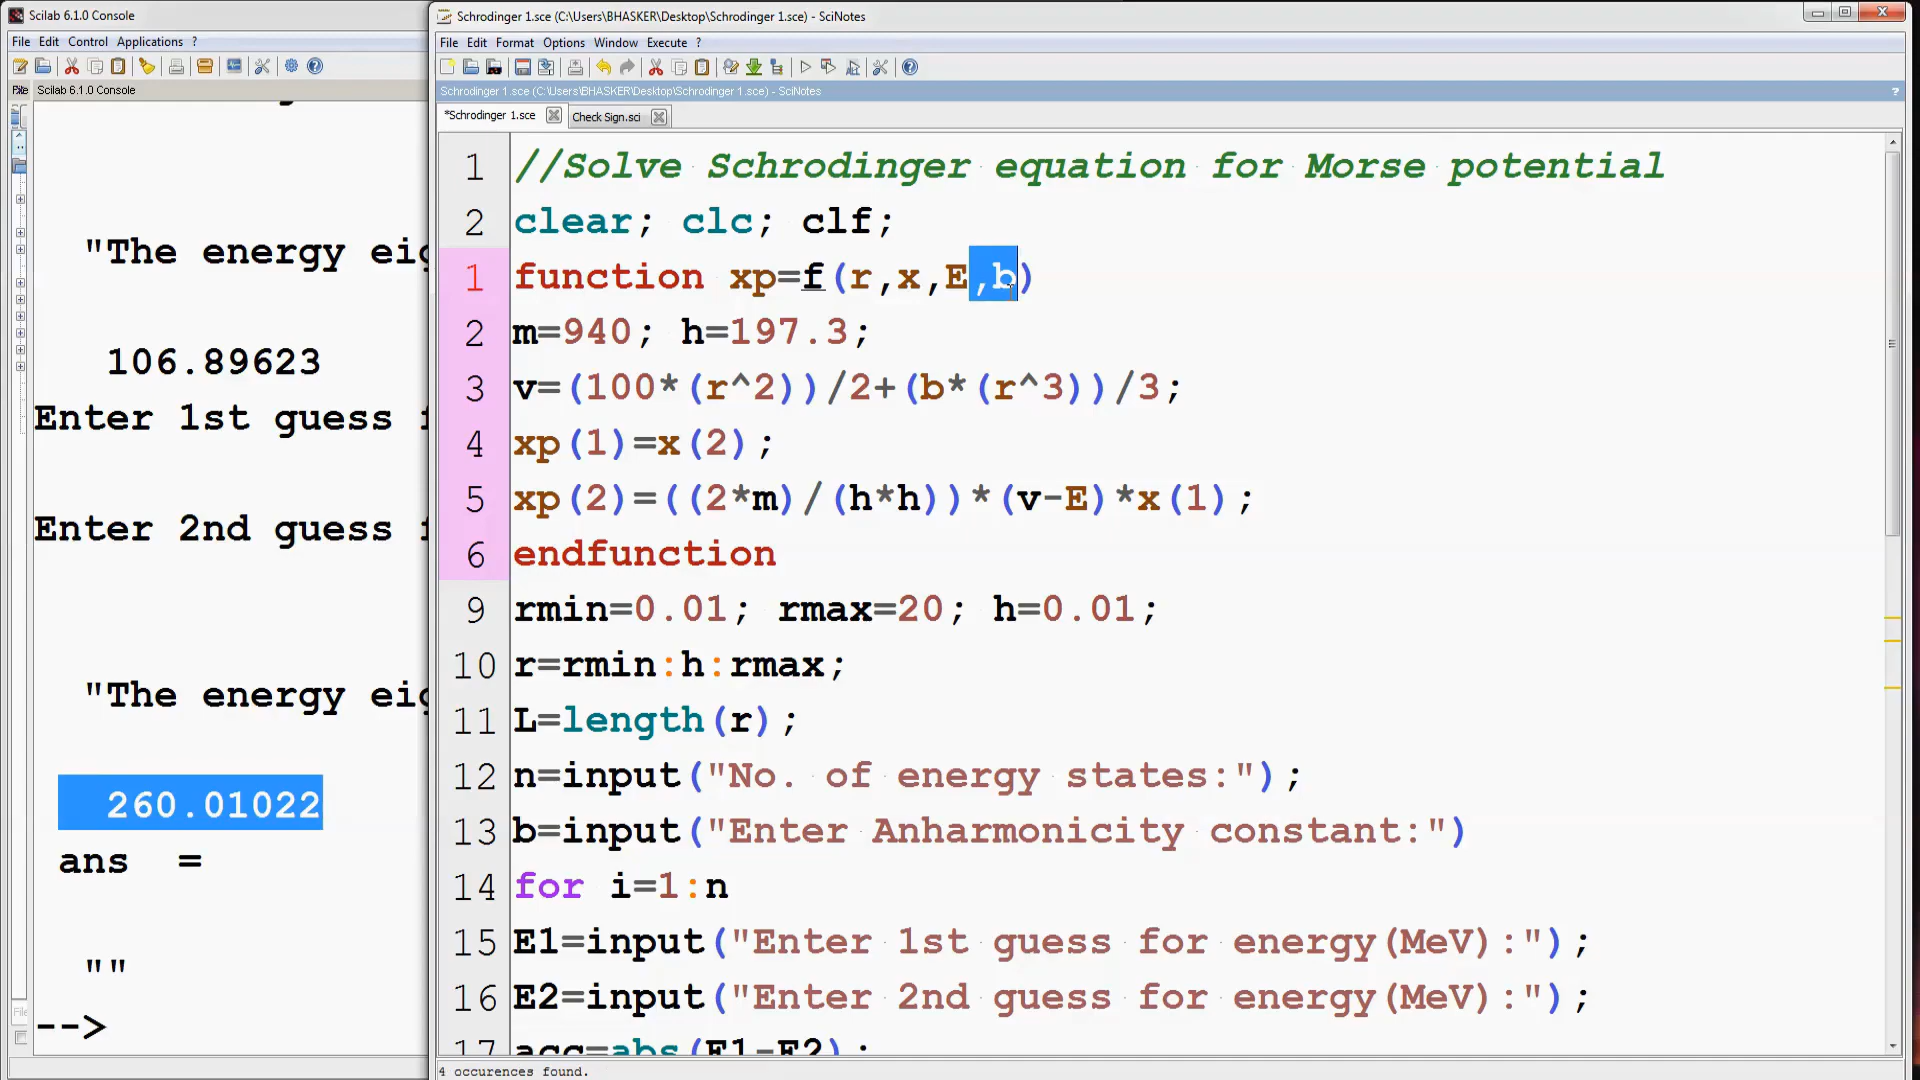 Scilab 6.1.0 Console
File Edit Control Applications ?
Scilab 6.1.0 Console
"The energy eig
106.89623
Enter 1st guess f
Enter 2nd guess f
"The energy eig
260.01022
ans =
""
-->
Schrodinger 1.sce (C:\Users\BHASKER\Desktop\Schrodinger 1.sce) - SciNotes
File Edit Format Options Window Execute ?
Schrodinger 1.sce (C:\Users\BHASKER\Desktop\Schrodinger 1.sce) - SciNotes
?
*Schrodinger 1.sce Check Sign.sci
1 //Solve Schrodinger equation for Morse potential
2 clear; clc; clf;
1 function xp=f(r,x,E,b)
2 m=940; h=197.3;
3 v=(100*(r^2))/2+(b*(r^3))/3;
4 xp(1)=x(2);
5 xp(2)=((2*m)/(h*h))*(v-E)*x(1);
6 endfunction
9 rmin=0.01; rmax=20; h=0.01;
10 r=rmin:h:rmax;
11 L=length(r);
12 n=input("No. of energy states:");
13 b=input("Enter Anharmonicity constant:")
14 for i=1:n
15 E1=input("Enter 1st guess for energy(MeV):");
16 E2=input("Enter 2nd guess for energy(MeV):");
17 acc=abs(E1-E2);
4 occurences found.